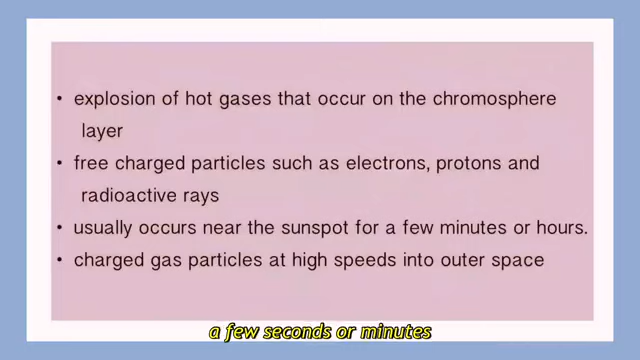 • explosion of hot gases that occur on the chromosphere
layer
• free charged particles such as electrons, protons and
radioactive rays
• usually occurs near the sunspot for a few minutes or hours.
• charged gas particles at high speeds into outer space
a few seconds or minutes